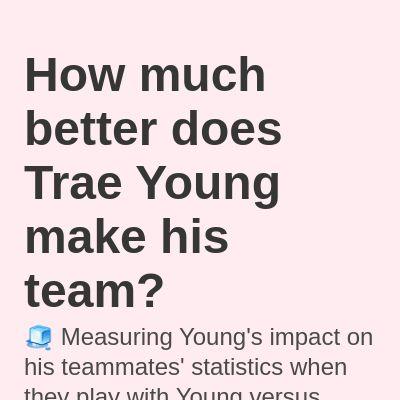 How much
better does
Trae Young
make his
team?
🧊 Measuring Young's impact on
his teammates' statistics when
they play with Young versus